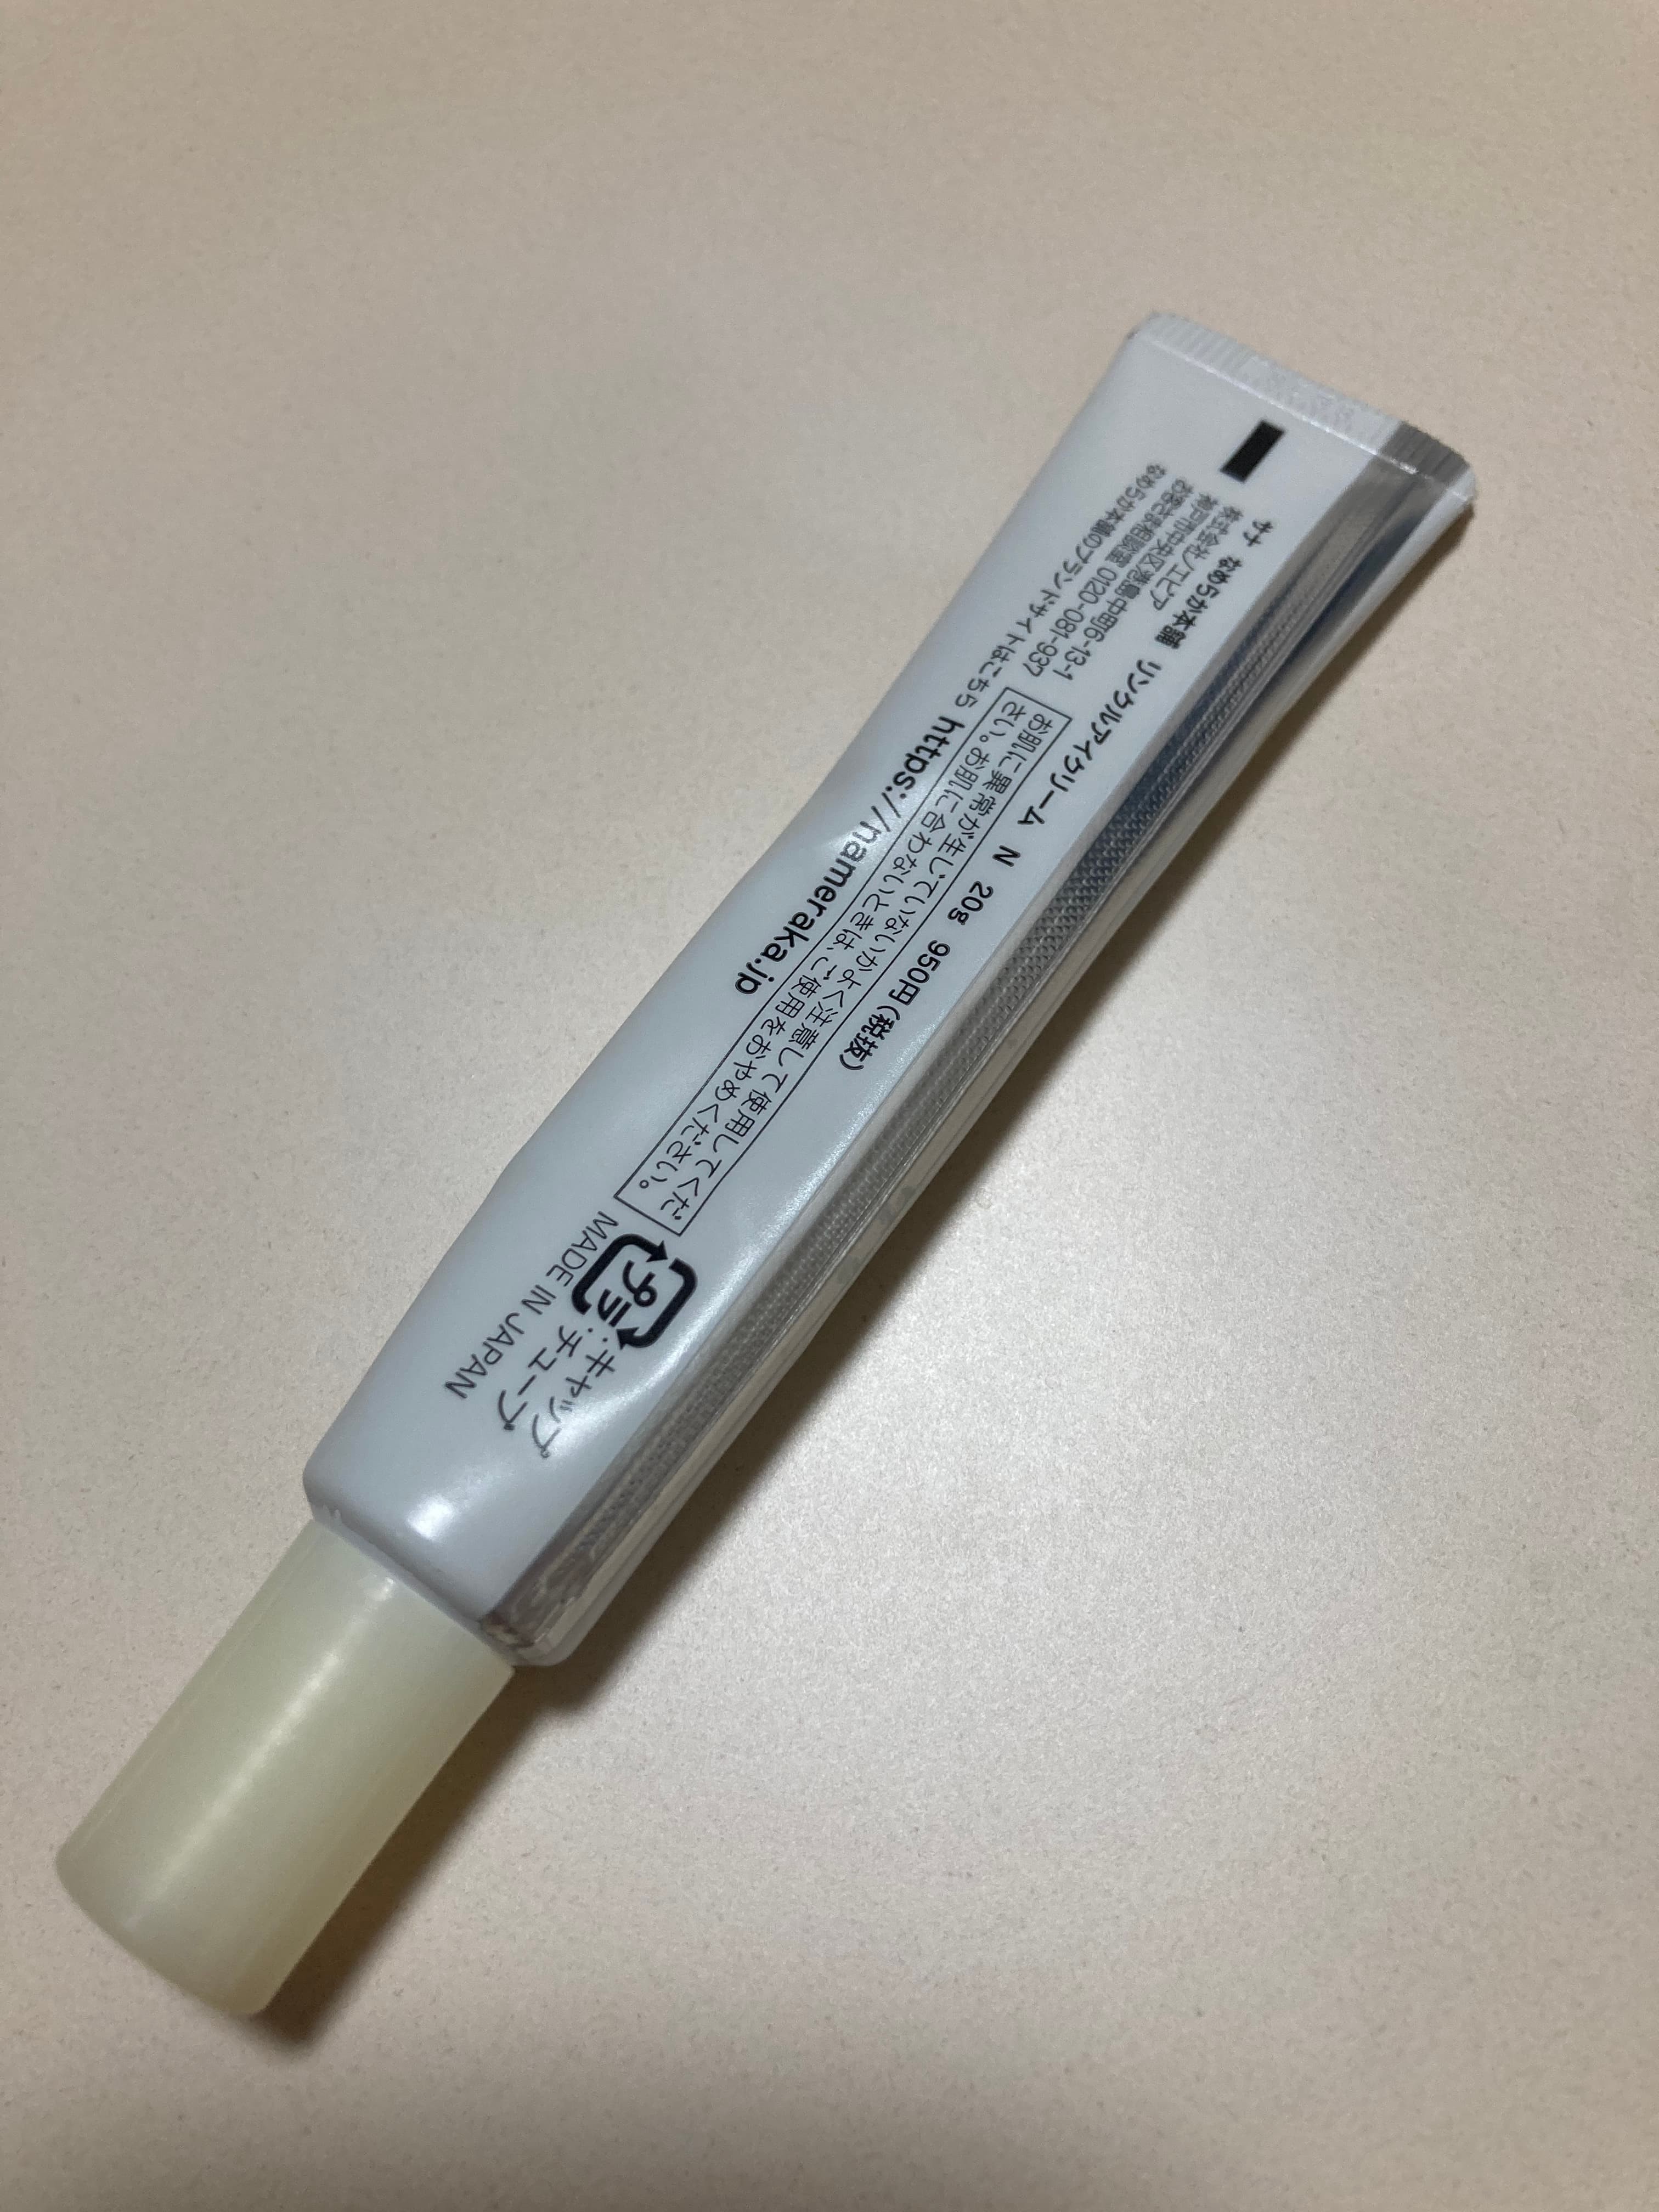 サナ なめらか本舗 リンクルアイクリーム N 20g 950円(税抜)
株式会社ノエビア
神戸市中央区港島中町6-13-1
お客さま相談室 0120-081-937
なめらか本舗のブランドサイトはこちら https://nameraka.jp
お肌に異常が生じていないかよく注意して使用してくだ
さい。お肌に合わないときは、ご使用をおやめください。
プラ :キャップ
:チューブ
MADE IN JAPAN